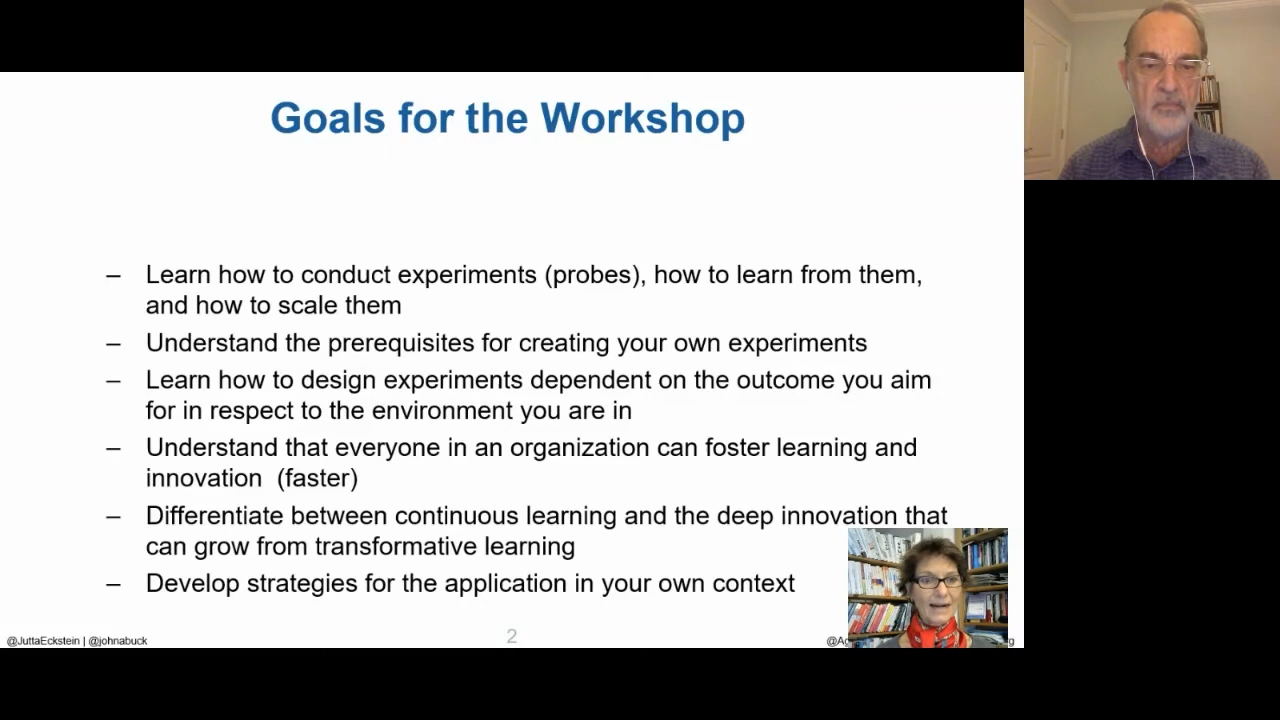 Goals for the Workshop
– Learn how to conduct experiments (probes), how to learn from them,
and how to scale them
– Understand the prerequisites for creating your own experiments
– Learn how to design experiments dependent on the outcome you aim
for in respect to the environment you are in
– Understand that everyone in an organization can foster learning and
innovation (faster)
– Differentiate between continuous learning and the deep innovation that
can grow from transformative learning
– Develop strategies for the application in your own context
@JuttaEckstein | @johnabuck
2